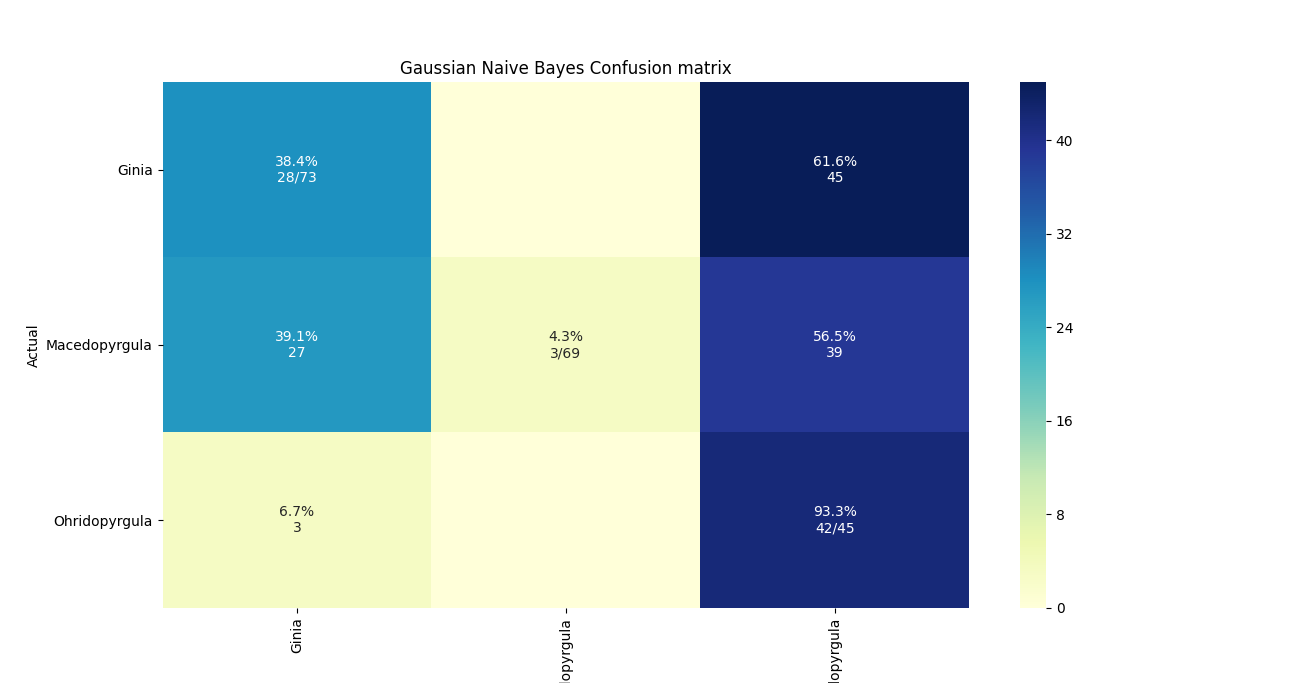 Gaussian Naive Bayes Confusion matrix
Actual
Ginia
38.4%
28/73
61.6%
45
Macedopyrgula
39.1%
27
4.3%
3/69
56.5%
39
Ohridopyrgula
6.7%
3
93.3%
42/45
Ginia
dopyrgula
40
32
24
16
8
0